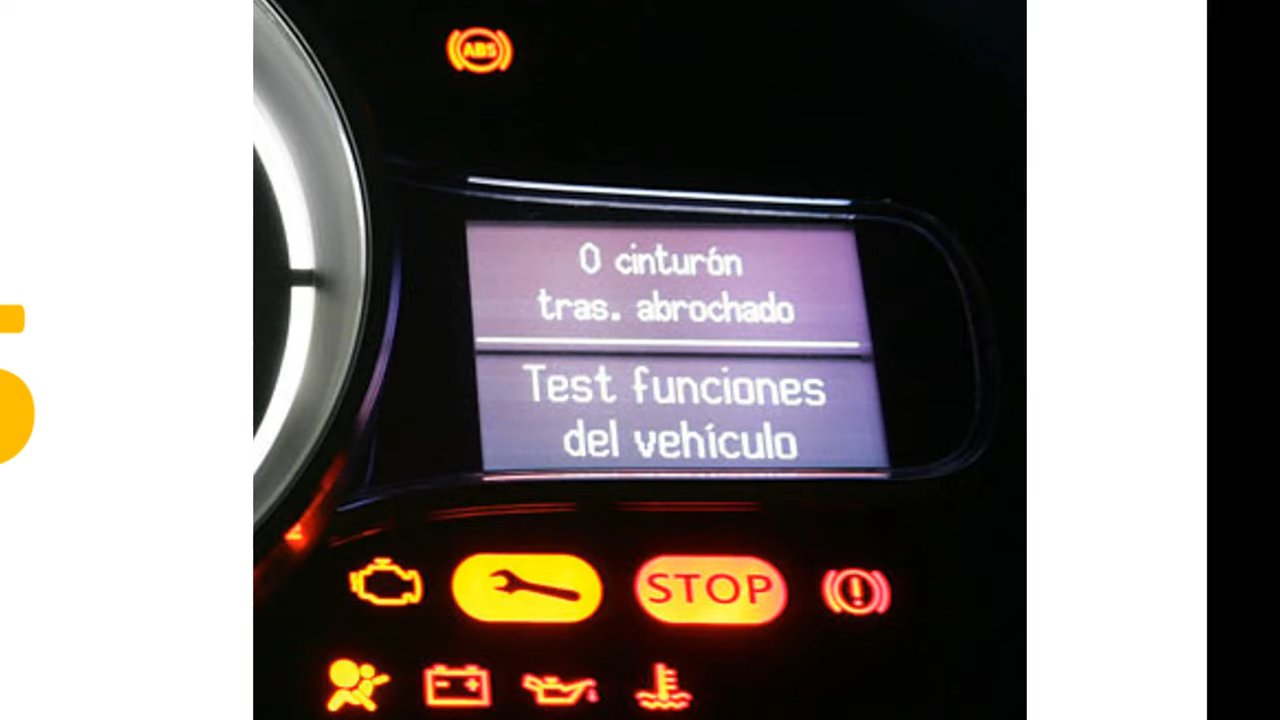 ABS
0 cinturón
tras. abrochado
Test funciones
del vehículo
STOP